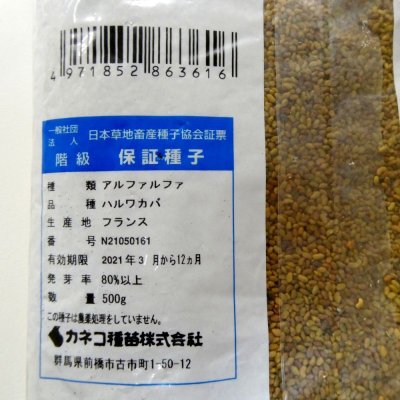 4 971852 863616
一般社団法人 日本草地畜産種子協会証票
階級 保証種子
種類 アルファルファ
品種 ハルワカバ
生産地 フランス
番号 N21050161
有効期限 2021年3月から12ヵ月
発芽率 80%以上
数量 500g
この種子は農薬処理をしていません。
カネコ種苗株式会社
群馬県前橋市古市町1-50-12